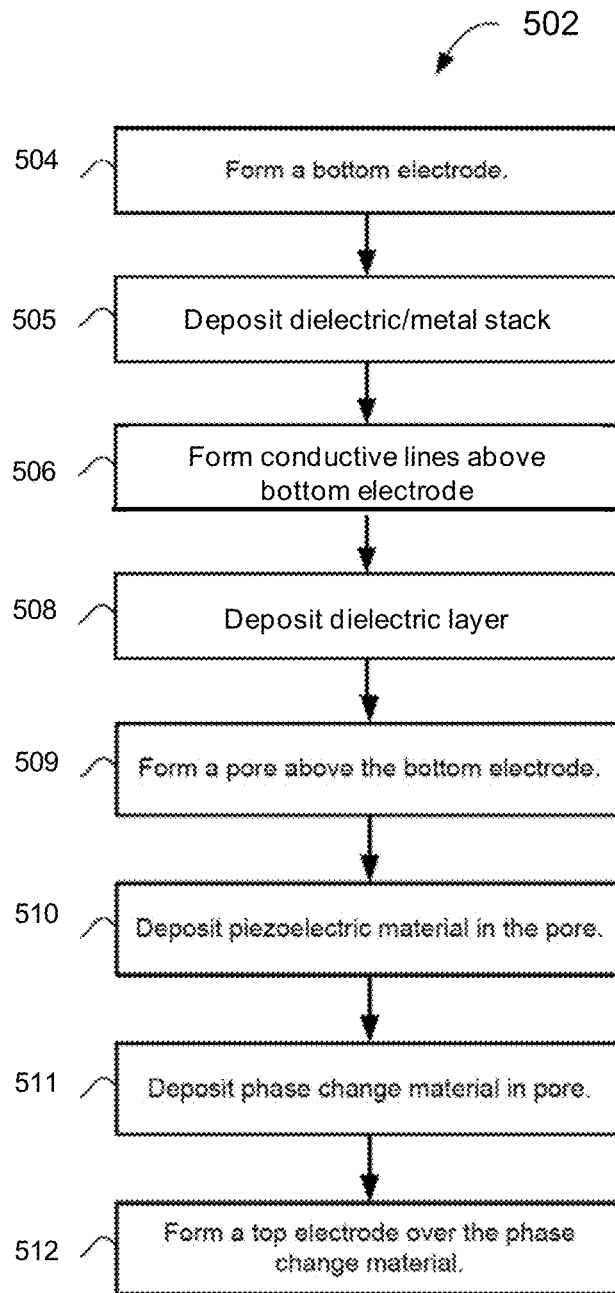 502
504
Form a bottom electrode.
505
Deposit dielectric/metal stack
506
Form conductive lines above
bottom electrode
508
Deposit dielectric layer
509
Form a pore above the bottom electrode.
510
Deposit piezoelectric material in the pore.
511
Deposit phase change material in pore.
512
Form a top electrode over the phase
change material.